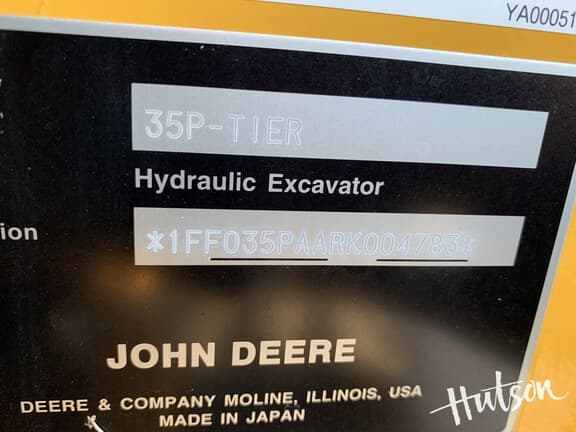 YA00051
35P-TIER
Hydraulic Excavator
ion
*1FF035PAARK004783*
JOHN DEERE
DEERE & COMPANY MOLINE, ILLINOIS, USA
MADE IN JAPAN
Hutson